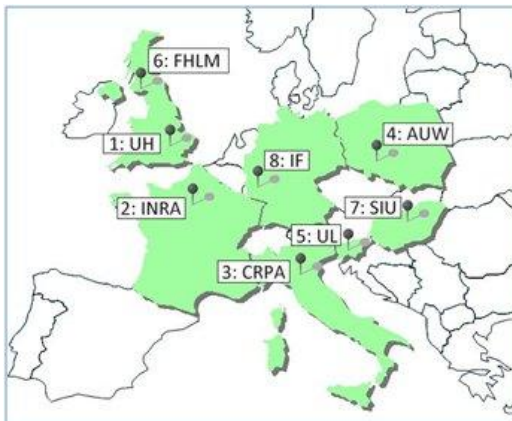 6: FHLM
1: UH
4: AUW
8: IF
2: INRA
7: SIU
5: UL
3: CRPA